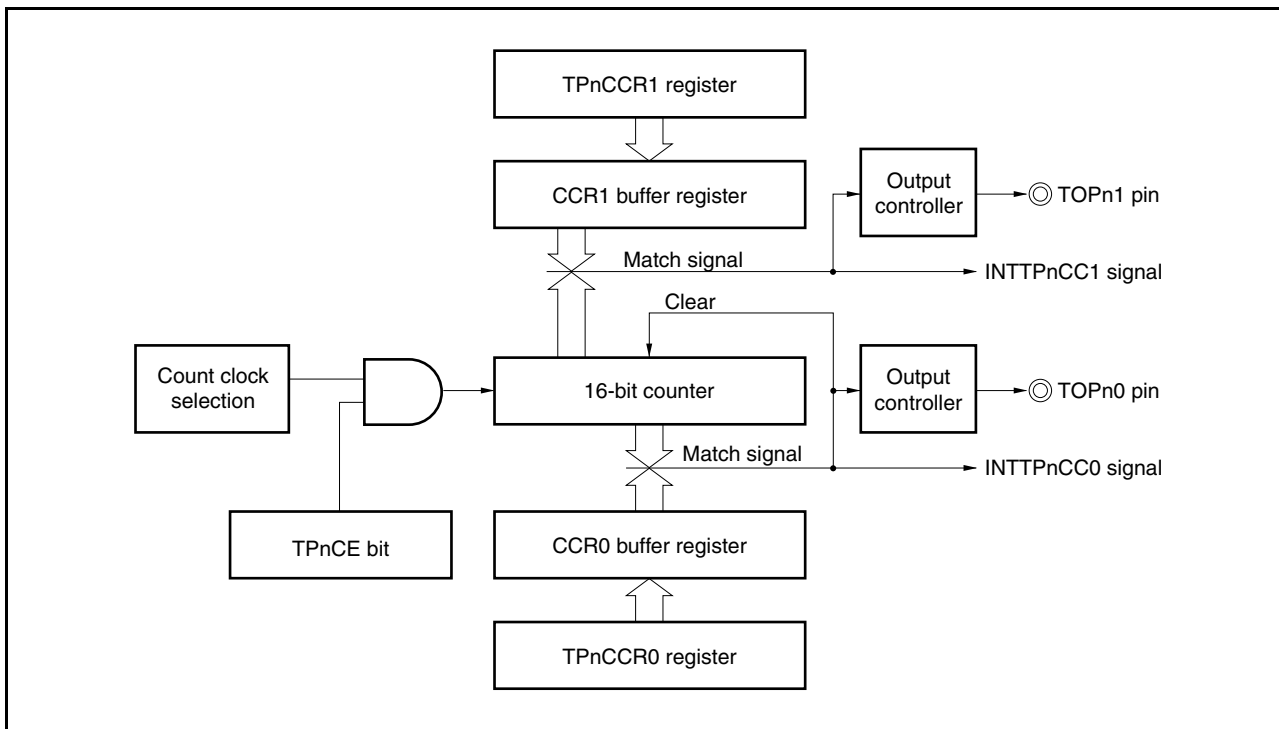 TPnCCR1 register
CCR1 buffer register
Output
controller
TOPn1 pin
Match signal
INTTPnCC1 signal
Clear
Count clock
selection
16-bit counter
Output
controller
TOPn0 pin
Match signal
INTTPnCC0 signal
TPnCE bit
CCR0 buffer register
TPnCCR0 register